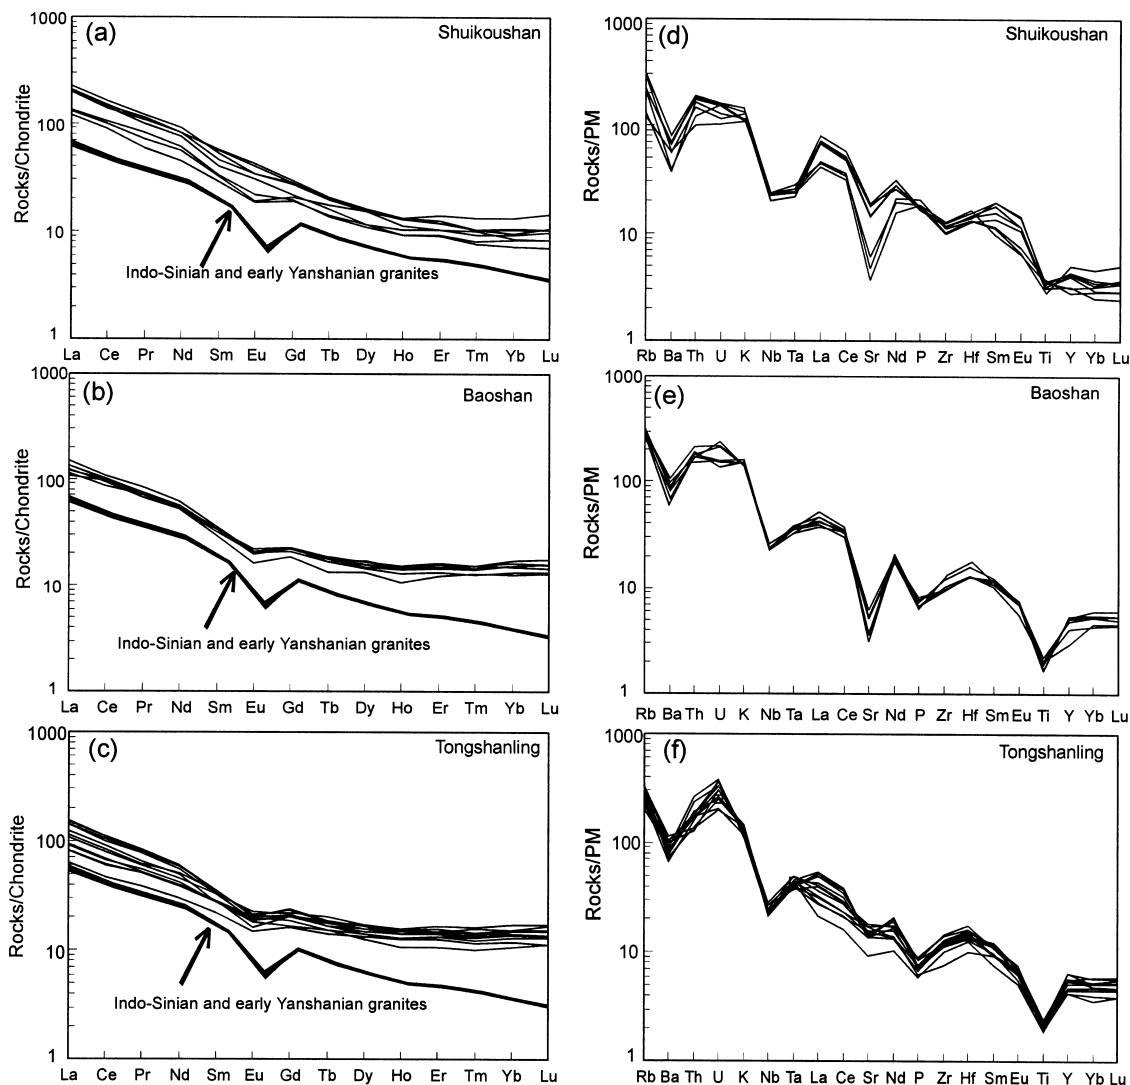 (a)
Shuikoushan
Rocks/Chondrite
1000
100
10
1
Indo-Sinian and early Yanshanian granites
La Ce Pr Nd Sm Eu Gd Tb Dy Ho Er Tm Yb Lu
(d)
Shuikoushan
Rocks/PM
1000
100
10
1
Rb Ba Th U K Nb Ta La Ce Sr Nd P Zr Hf Sm Eu Ti Y Yb Lu
(b)
Baoshan
Rocks/Chondrite
1000
100
10
1
Indo-Sinian and early Yanshanian granites
La Ce Pr Nd Sm Eu Gd Tb Dy Ho Er Tm Yb Lu
(e)
Baoshan
Rocks/PM
1000
100
10
1
Rb Ba Th U K Nb Ta La Ce Sr Nd P Zr Hf Sm Eu Ti Y Yb Lu
(c)
Tongshanling
Rocks/Chondrite
1000
100
10
1
Indo-Sinian and early Yanshanian granites
La Ce Pr Nd Sm Eu Gd Tb Dy Ho Er Tm Yb Lu
(f)
Tongshanling
Rocks/PM
1000
100
10
1
Rb Ba Th U K Nb Ta La Ce Sr Nd P Zr Hf Sm Eu Ti Y Yb Lu